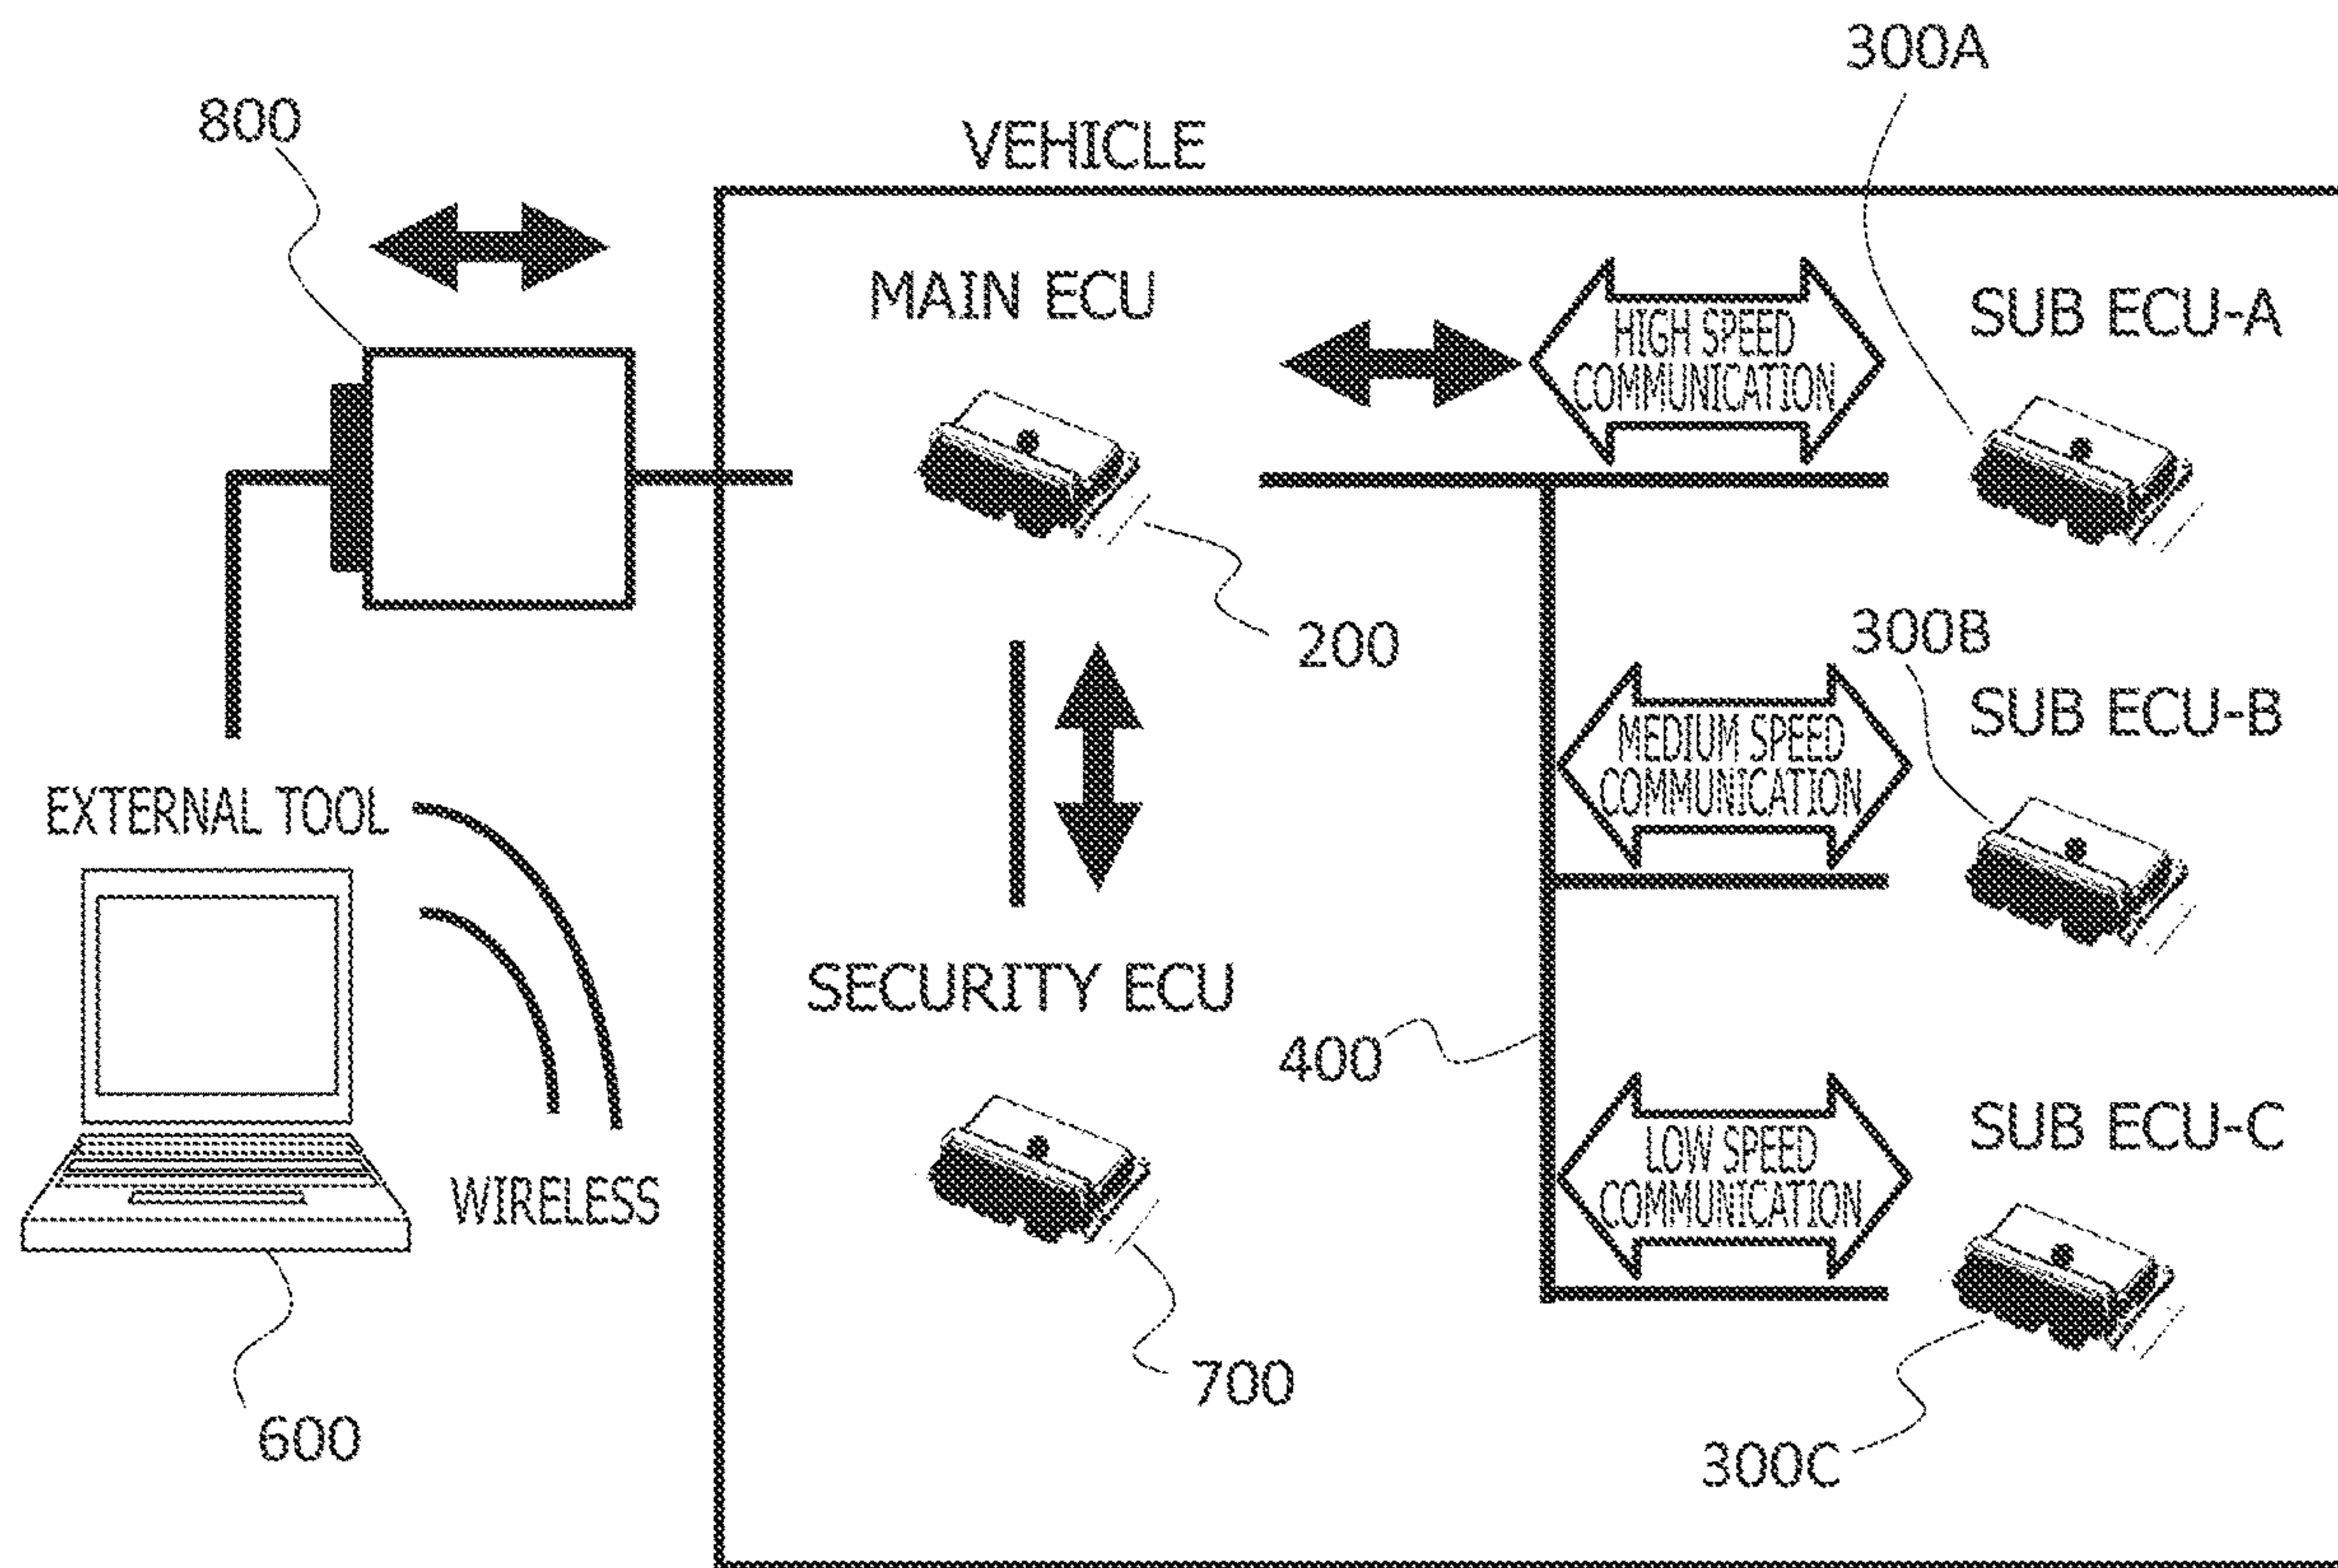 300A
800
VEHICLE
MAIN ECU
HIGH SPEED
COMMUNICATION
SUB ECU-A
200
300B
MEDIUM SPEED
COMMUNICATION
SUB ECU-B
EXTERNAL TOOL
SECURITY ECU
400
LOW SPEED
COMMUNICATION
SUB ECU-C
WIRELESS
700
600
300C